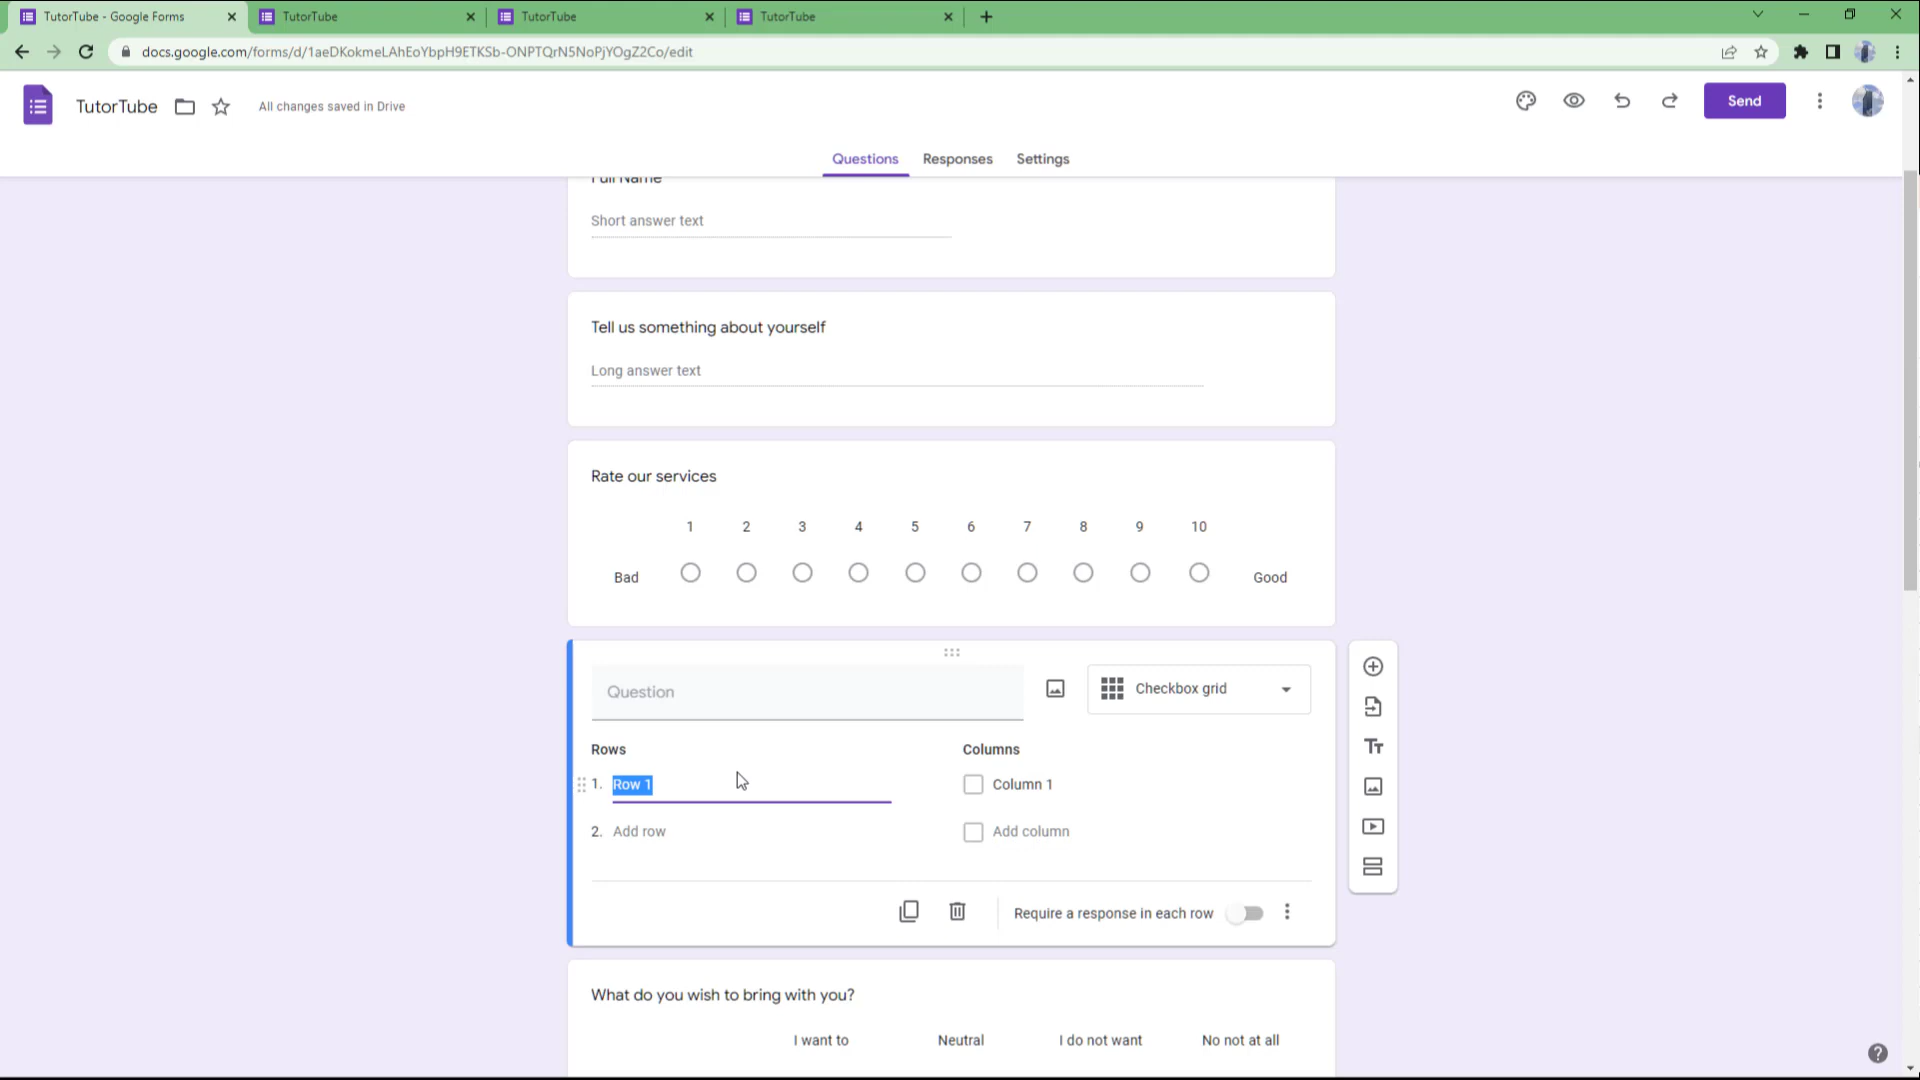 TutorTube - Google Forms
TutorTube
TutorTube
TutorTube
docs.google.com/forms/d/1aeDKokmeLAhEoYbpH9ETKSb-ONPTQrN5NoPjYOgZ2Co/edit
TutorTube
All changes saved in Drive
Send
Questions
Responses
Settings
Full Name
Short answer text
Tell us something about yourself
Long answer text
Rate our services
1 2 3 4 5 6 7 8 9 10
Bad
Good
Question
Checkbox grid
Rows
Columns
1. Row 1
Column 1
2. Add row
Add column
Require a response in each row
What do you wish to bring with you?
I want to
Neutral
I do not want
No not at all